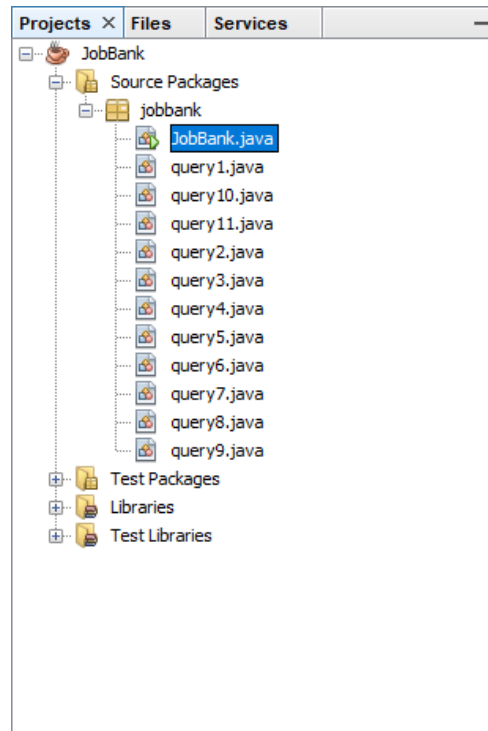 Projects × Files Services
JobBank
Source Packages
jobbank
JobBank.java
query1.java
query10.java
query11.java
query2.java
query3.java
query4.java
query5.java
query6.java
query7.java
query8.java
query9.java
Test Packages
Libraries
Test Libraries